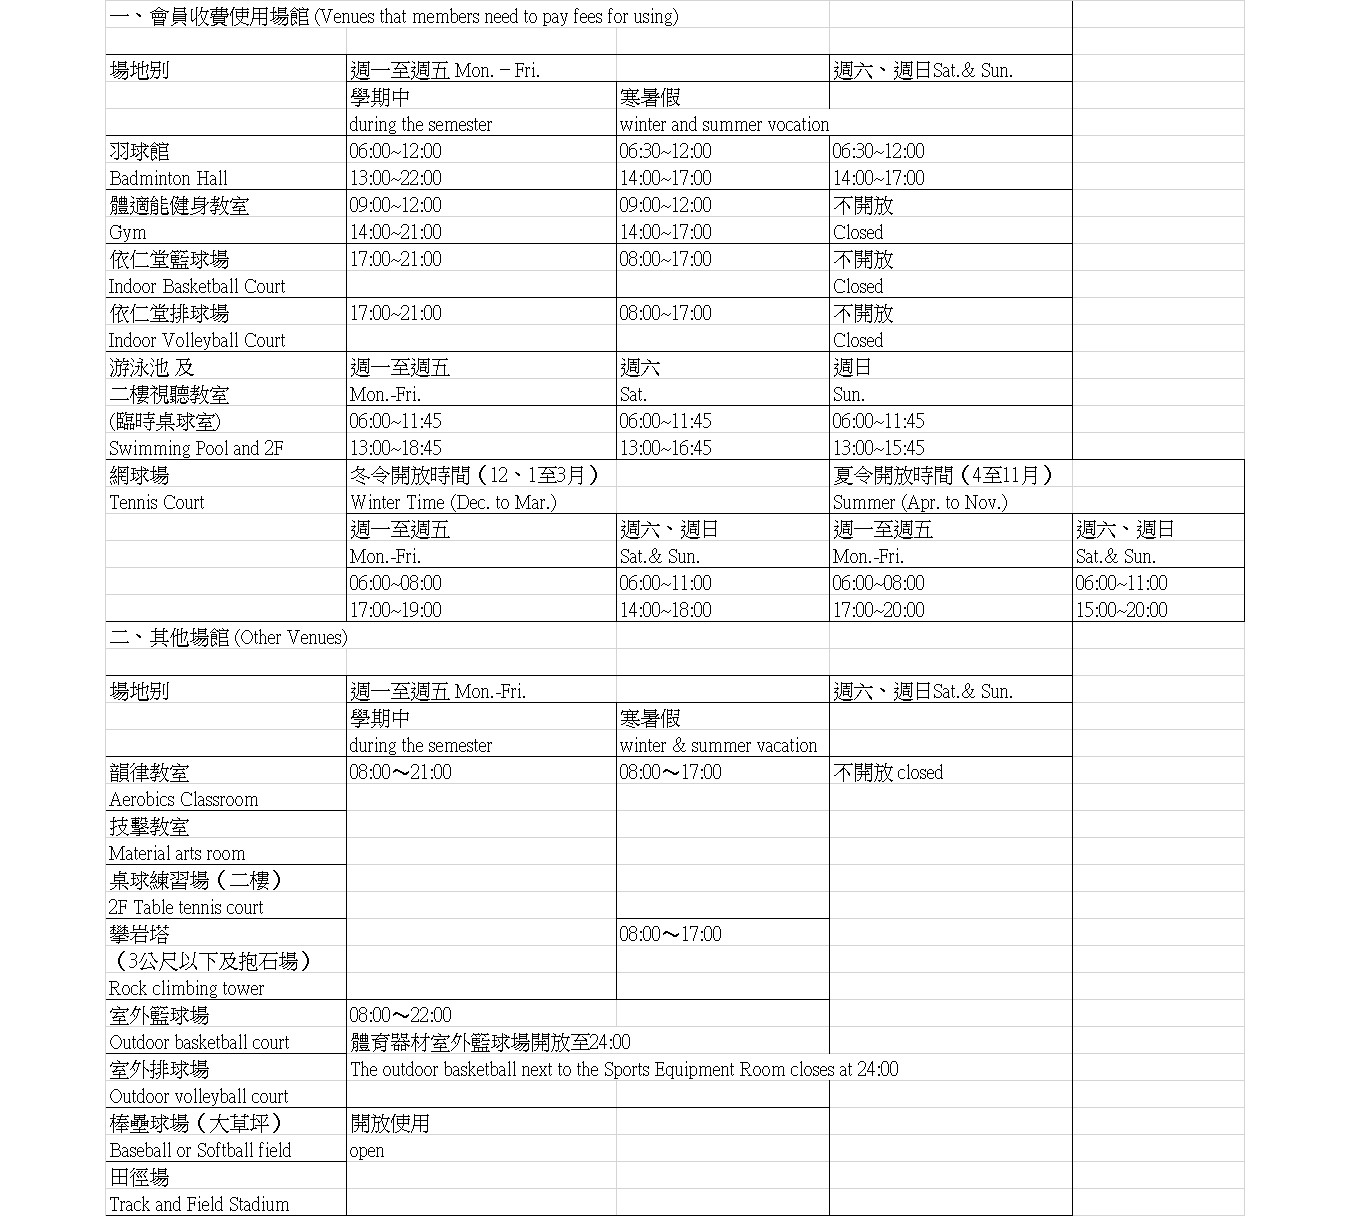 一、會員收費使用場館 (Venues that members need to pay fees for using)
場地別 週一至週五 Mon. – Fri. 週六、週日Sat.& Sun.
學期中 寒暑假
during the semester winter and summer vocation
羽球館 06:00~12:00 06:30~12:00 06:30~12:00
Badminton Hall 13:00~22:00 14:00~17:00 14:00~17:00
體適能健身教室 09:00~12:00 09:00~12:00 不開放
Gym 14:00~21:00 14:00~17:00 Closed
依仁堂籃球場 17:00~21:00 08:00~17:00 不開放
Indoor Basketball Court Closed
依仁堂排球場 17:00~21:00 08:00~17:00 不開放
Indoor Volleyball Court Closed
游泳池 及 週一至週五 週六 週日
二樓視聽教室 Mon.-Fri. Sat. Sun.
(臨時桌球室) 06:00~11:45 06:00~11:45 06:00~11:45
Swimming Pool and 2F 13:00~18:45 13:00~16:45 13:00~15:45
網球場 冬令開放時間（12、1至3月） 夏令開放時間（4至11月）
Tennis Court Winter Time (Dec. to Mar.) Summer (Apr. to Nov.)
週一至週五 週六、週日 週一至週五 週六、週日
Mon.-Fri. Sat.& Sun. Mon.-Fri. Sat.& Sun.
06:00~08:00 06:00~11:00 06:00~08:00 06:00~11:00
17:00~19:00 14:00~18:00 17:00~20:00 15:00~20:00
二、其他場館 (Other Venues)
場地別 週一至週五 Mon.-Fri. 週六、週日Sat.& Sun.
學期中 寒暑假
during the semester winter & summer vacation
韻律教室 08:00～21:00 08:00～17:00 不開放 closed
Aerobics Classroom
技擊教室
Material arts room
桌球練習場（二樓）
2F Table tennis court
攀岩塔 08:00～17:00
（3公尺以下及抱石場）
Rock climbing tower
室外籃球場 08:00～22:00
Outdoor basketball court 體育器材室外籃球場開放至24:00
室外排球場 The outdoor basketball next to the Sports Equipment Room closes at 24:00
Outdoor volleyball court
棒壘球場（大草坪） 開放使用
Baseball or Softball field open
田徑場
Track and Field Stadium